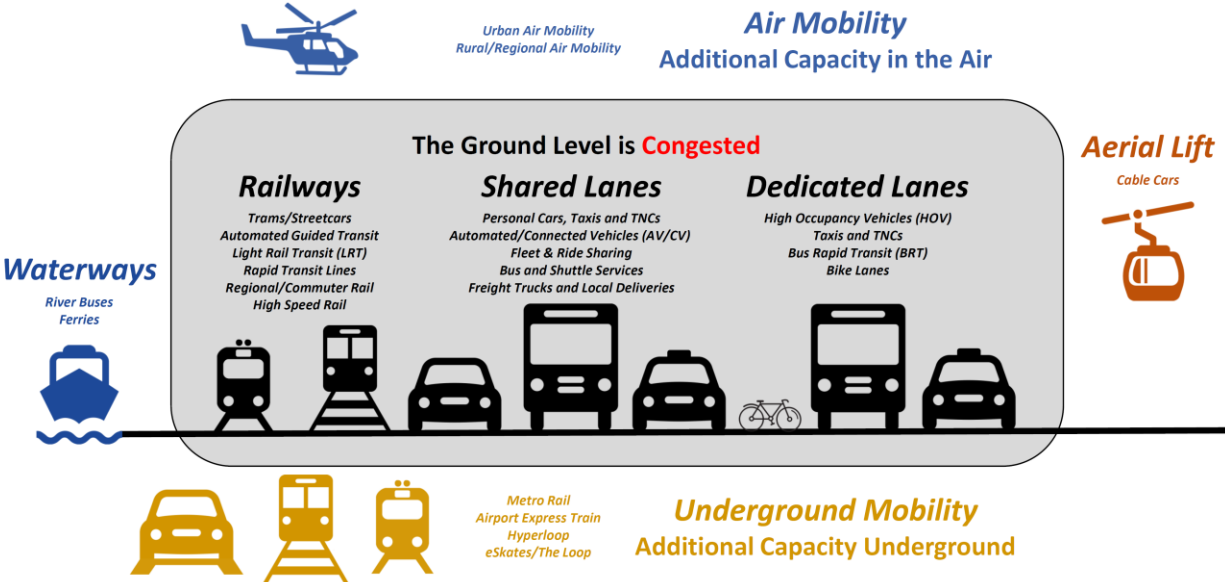 Urban Air Mobility
Rural/Regional Air Mobility
Air Mobility
Additional Capacity in the Air
The Ground Level is Congested
Railways
Trams/Streetcars
Automated Guided Transit
Light Rail Transit (LRT)
Rapid Transit Lines
Regional/Commuter Rail
High Speed Rail
Shared Lanes
Personal Cars, Taxis and TNCs
Automated/Connected Vehicles (AV/CV)
Fleet & Ride Sharing
Bus and Shuttle Services
Freight Trucks and Local Deliveries
Dedicated Lanes
High Occupancy Vehicles (HOV)
Taxis and TNCs
Bus Rapid Transit (BRT)
Bike Lanes
Aerial Lift
Cable Cars
Waterways
River Buses
Ferries
Metro Rail
Airport Express Train
Hyperloop
eSkates/The Loop
Underground Mobility
Additional Capacity Underground